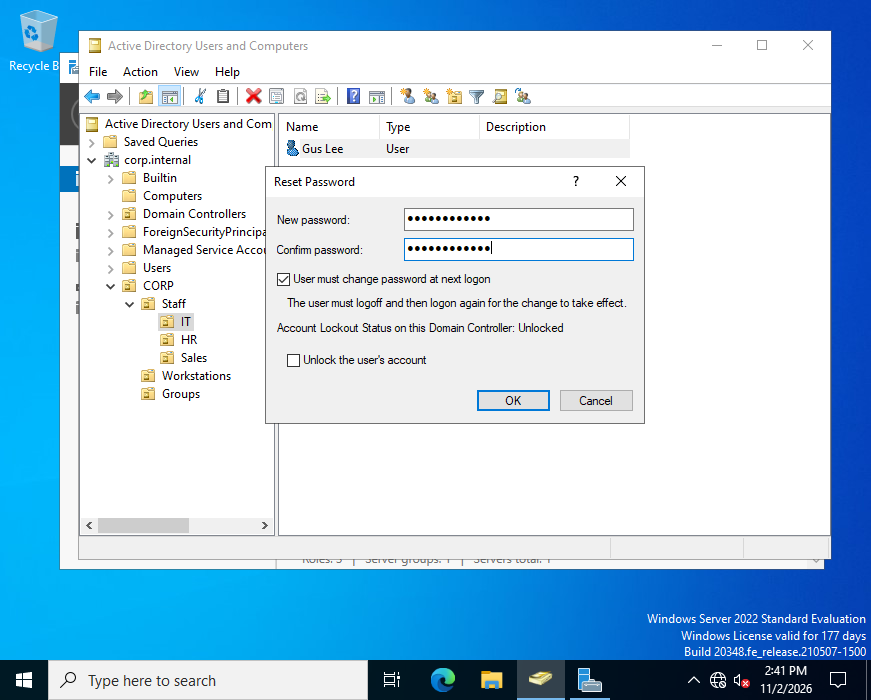 Recycle B
Active Directory Users and Computers
File Action View Help
Active Directory Users and Com
Saved Queries
corp.internal
Builtin
Computers
Domain Controllers
ForeignSecurityPrincipa
Managed Service Accou
Users
CORP
Staff
IT
HR
Sales
Workstations
Groups
Name Type Description
Gus Lee User
Reset Password
New password: ●●●●●●●●●●●●
Confirm password: ●●●●●●●●●●●●
User must change password at next logon
The user must logoff and then logon again for the change to take effect.
Account Lockout Status on this Domain Controller: Unlocked
Unlock the user's account
OK Cancel
Windows Server 2022 Standard Evaluation
Windows License valid for 177 days
Build 20348.fe_release.210507-1500
Type here to search
2:41 PM
11/2/2026